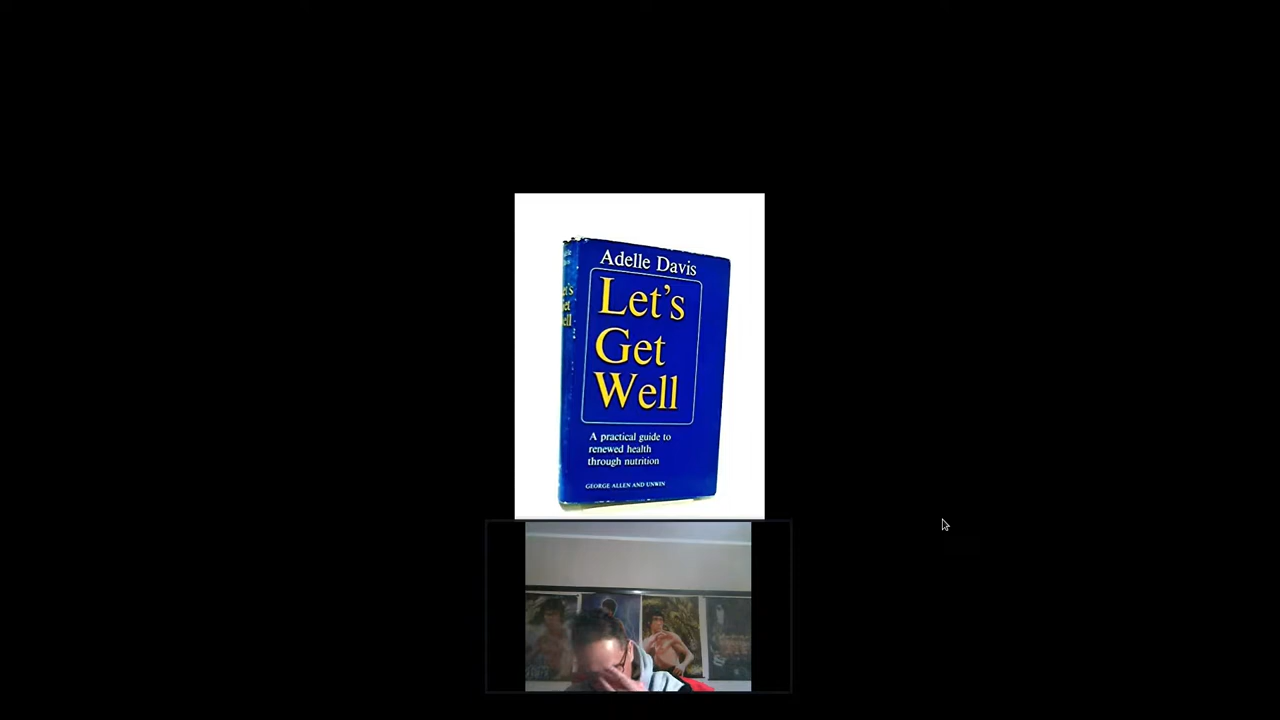 Adelle Davis
Let's
Get
Well
A practical guide to
renewed health
through nutrition
GEORGE ALLEN AND UNWIN